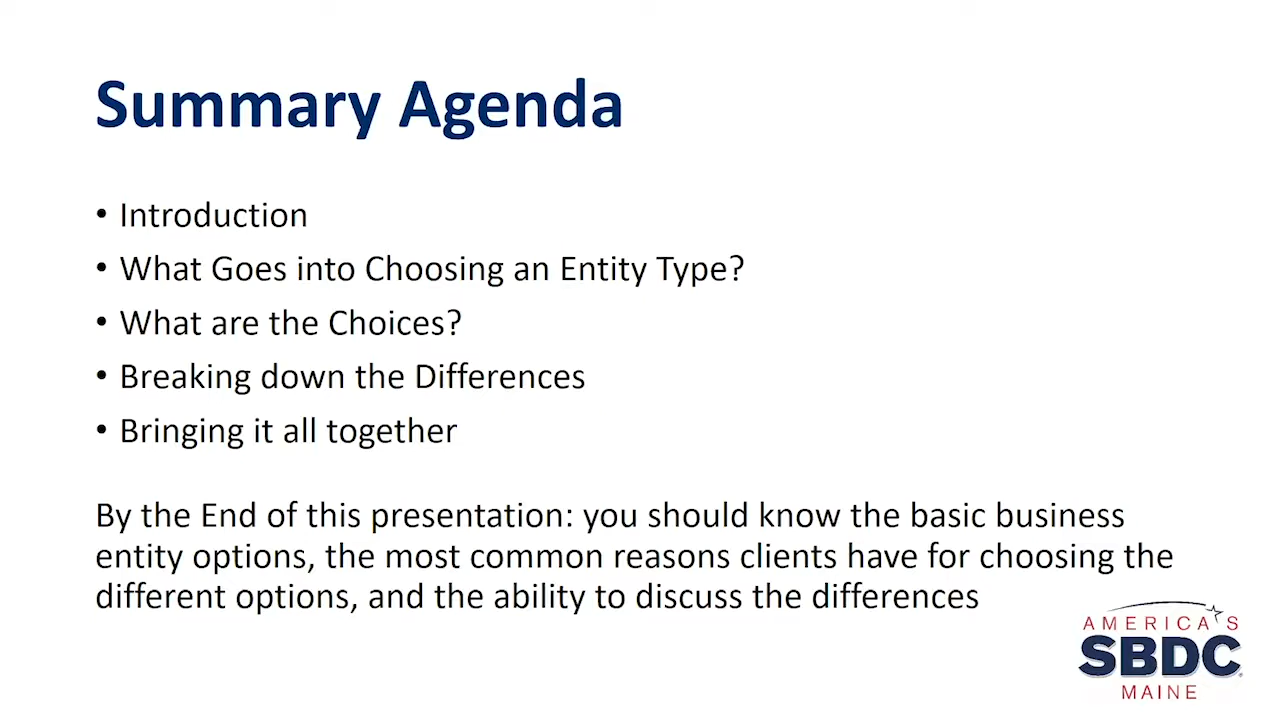 Summary Agenda
• Introduction
• What Goes into Choosing an Entity Type?
• What are the Choices?
• Breaking down the Differences
• Bringing it all together
By the End of this presentation: you should know the basic business
entity options, the most common reasons clients have for choosing the
different options, and the ability to discuss the differences
AMERICA'S
SBDC
MAINE